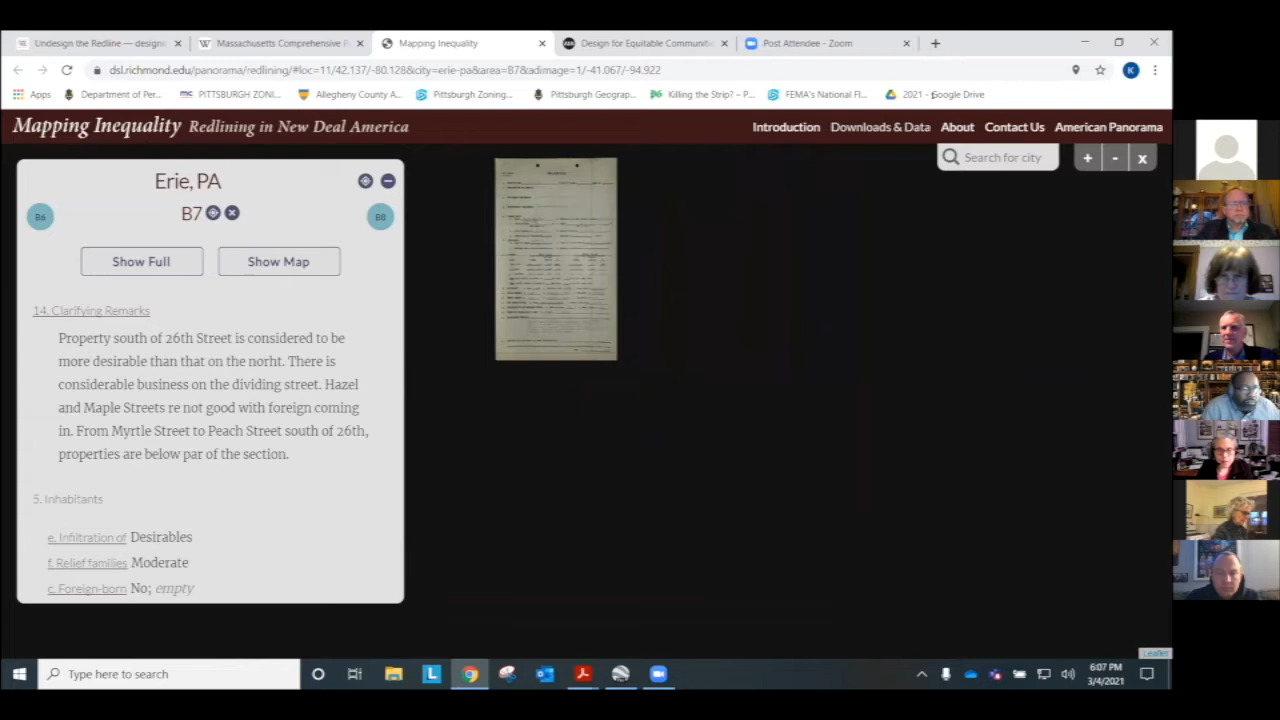 Undesign the Redline — designi
Massachusetts Comprehensive P
Mapping Inequality
Design for Equitable Communiti
Post Attendee - Zoom
dsl.richmond.edu/panorama/redlining/#loc=11/42.137/-80.128&city=erie-pa&area=B7&adimage=1/-41.067/-94.922
K
Apps
Department of Per...
PITTSBURGH ZONI...
Allegheny County A...
Pittsburgh Zoning...
Pittsburgh Geograp...
Killing the Strip? – P...
FEMA's National Fl...
2021 - Google Drive
Mapping Inequality Redlining in New Deal America
Introduction Downloads & Data About Contact Us American Panorama
Search for city
+ - x
Erie, PA
B6 B7 B8
Show Full Show Map
14. Clarifying Remarks
Property south of 26th Street is considered to be
more desirable than that on the norht. There is
considerable business on the dividing street. Hazel
and Maple Streets re not good with foreign coming
in. From Myrtle Street to Peach Street south of 26th,
properties are below par of the section.
5. Inhabitants
e. Infiltration of Desirables
f. Relief families Moderate
c. Foreign-born No; empty
Leaflet
Type here to search
L
6:07 PM
3/4/2021